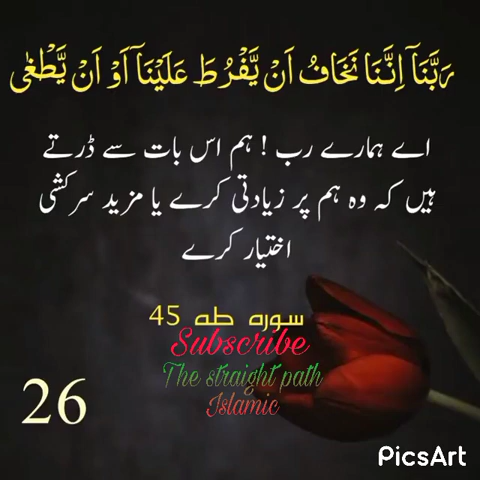 رَبَّنَآ اِنَّنَا نَخَافُ اَنْ يَّفْرُطَ عَلَيْنَآ اَوْ اَنْ يَّطْغٰى
اے ہمارے رب ! ہم اس بات سے ڈرتے
ہیں کہ وہ ہم پر زیادتی کرے یا مزید سرکشی
اختیار کرے
سورہ طہ 45
Subscribe
The straight path
Islamic
26
PicsArt